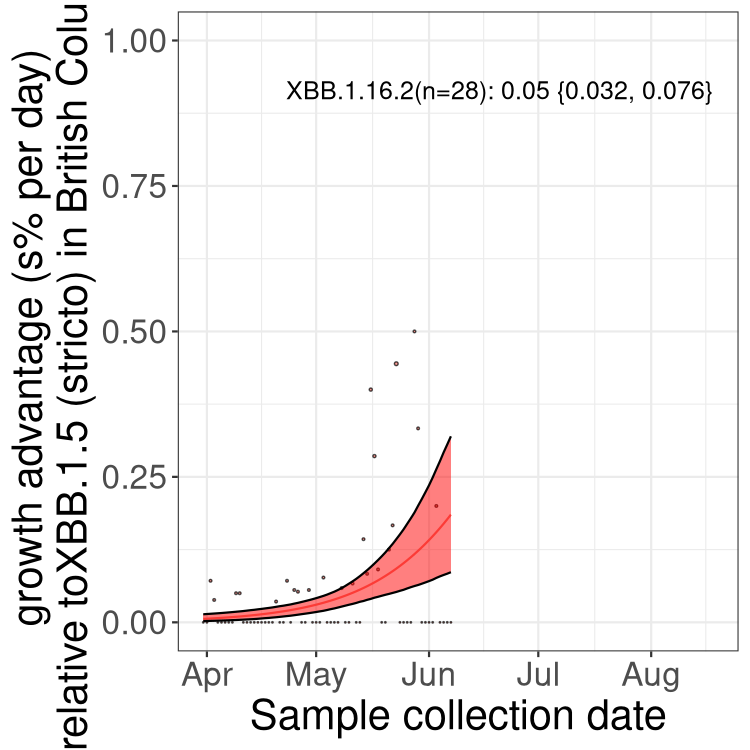 growth advantage (s% per day)
relative toXBB.1.5 (stricto) in British Colu
1.00
0.75
0.50
0.25
0.00
XBB.1.16.2(n=28): 0.05 {0.032, 0.076}
Apr May Jun Jul Aug
Sample collection date